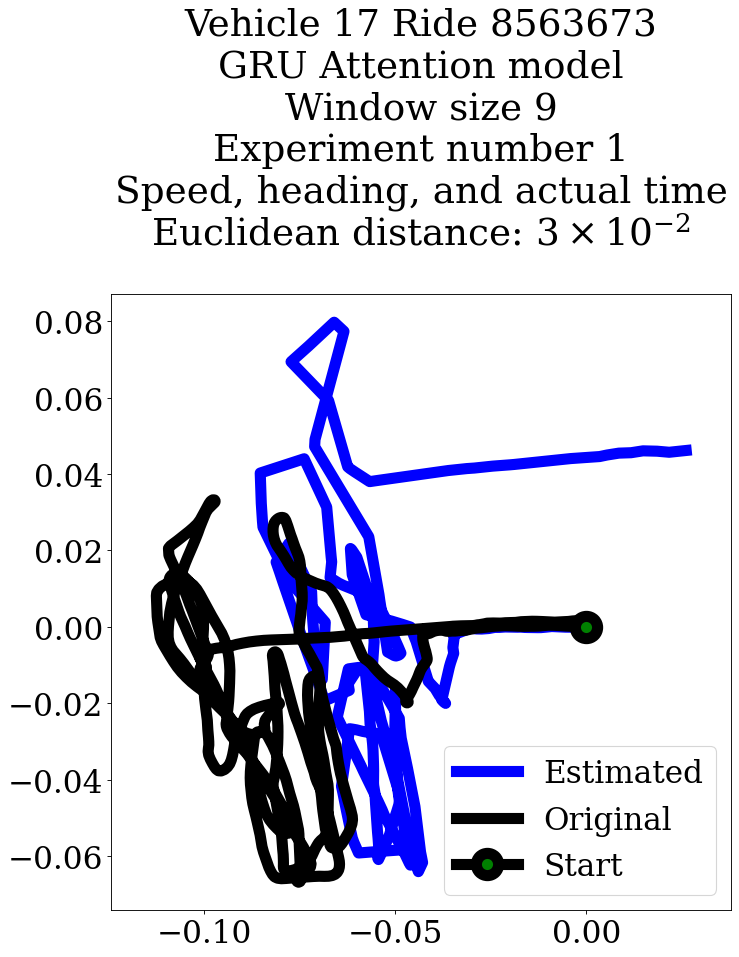 Vehicle 17 Ride 8563673
GRU Attention model
Window size 9
Experiment number 1
Speed, heading, and actual time
Euclidean distance: 3 × 10⁻²
0.08
0.06
0.04
0.02
0.00
−0.02
−0.04
−0.06
Estimated
Original
Start
−0.10
−0.05
0.00